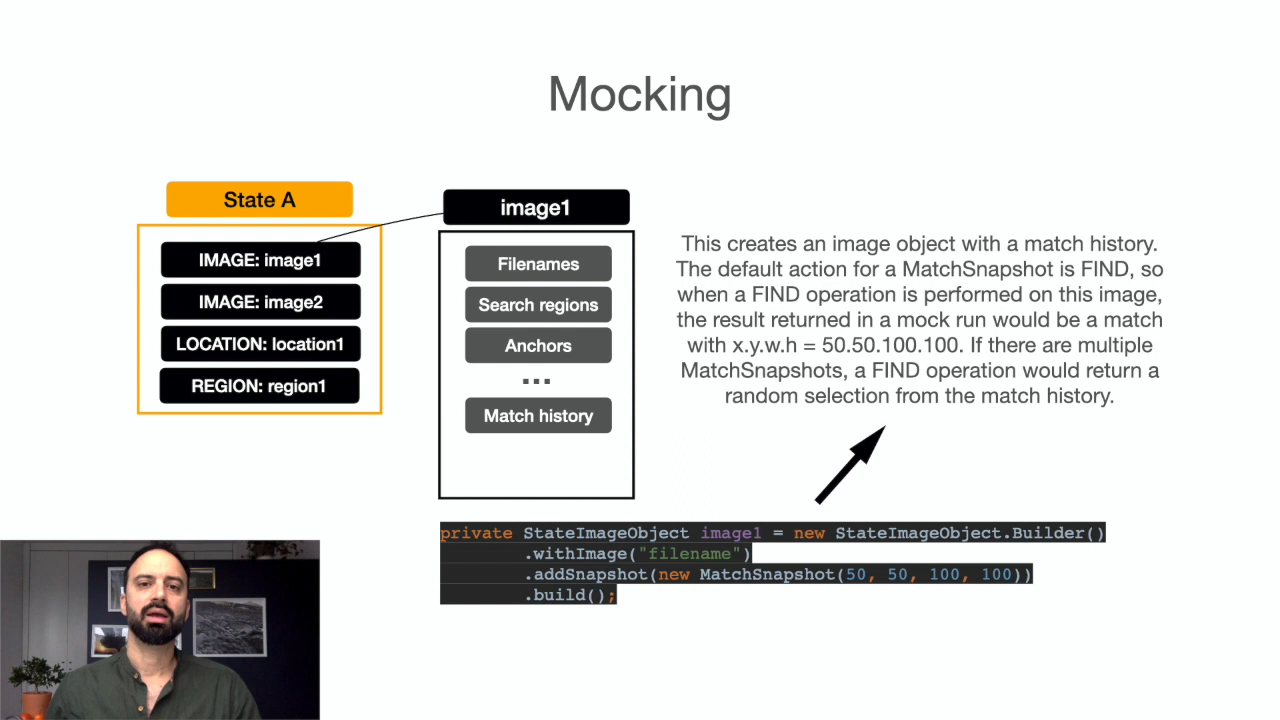 Mocking
State A
IMAGE: image1
IMAGE: image2
LOCATION: location1
REGION: region1
image1
Filenames
Search regions
Anchors
...
Match history
This creates an image object with a match history.
The default action for a MatchSnapshot is FIND, so
when a FIND operation is performed on this image,
the result returned in a mock run would be a match
with x.y.w.h = 50.50.100.100. If there are multiple
MatchSnapshots, a FIND operation would return a
random selection from the match history.
private StateImageObject image1 = new StateImageObject.Builder()
.withImage("filename")
.addSnapshot(new MatchSnapshot(50, 50, 100, 100))
.build();